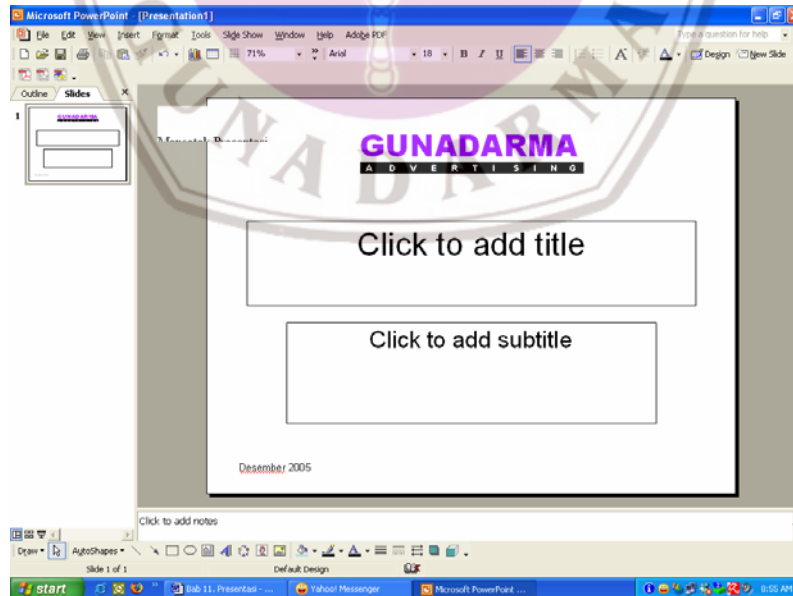 Microsoft PowerPoint - [Presentation1]
File Edit View Insert Format Tools Slide Show Window Help Adobe PDF Type a question for help
71% Arial 18 B I U A A Design New Slide
Outline Slides
1
GUNADARMA
GUNADARMA
GUNADARMA
ADVERTISING
Click to add title
Click to add subtitle
Desember 2005
Click to add notes
Draw AutoShapes
Slide 1 of 1 Default Design
start Bab 11. Presentasi - ... Yahoo! Messenger Microsoft PowerPoint ... 8:55 AM